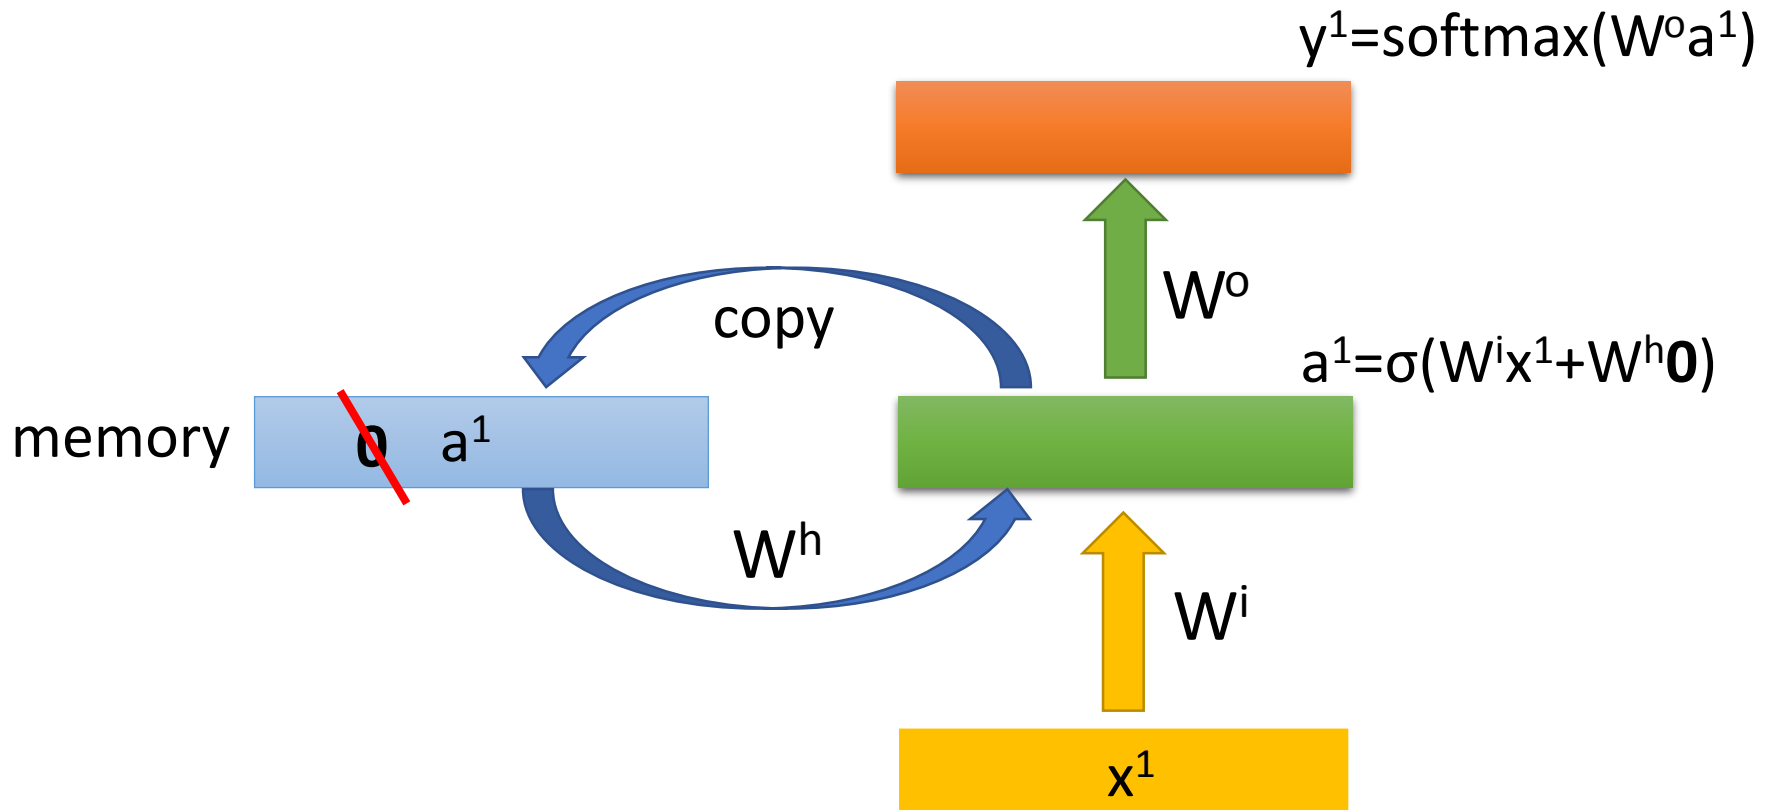 y¹=softmax(Wᵒa¹)
Wᵒ
copy
a¹=σ(Wⁱx¹+Wʰ0)
memory 0 a¹
Wʰ
Wⁱ
x¹